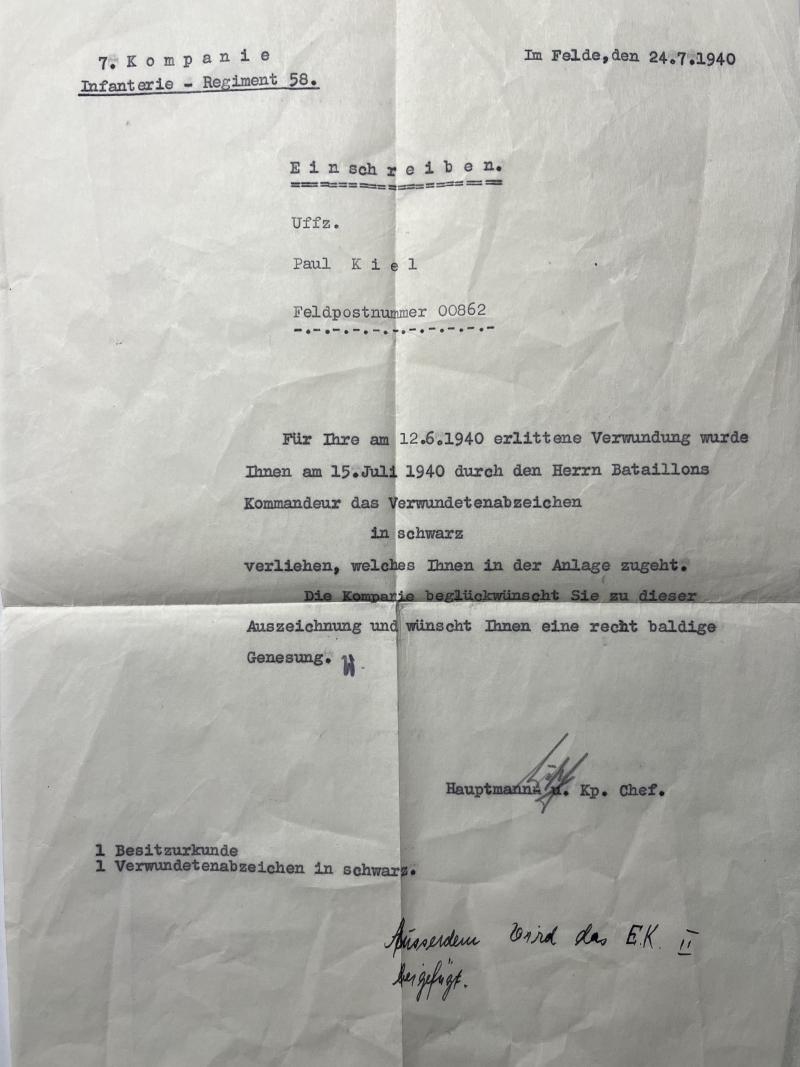 7. K o m p a n i e
Infanterie - Regiment 58.
Im Felde, den 24.7.1940
E i n s c h r e i b e n.
Uffz.
Paul K i e l
Feldpostnummer 00862
Für Ihre am 12.6.1940 erlittene Verwundung wurde
Ihnen am 15.Juli 1940 durch den Herrn Bataillons
Kommandeur das Verwundetenabzeichen
in schwarz
verliehen, welches Ihnen in der Anlage zugeht.
Die Kompanie beglückwünscht Sie zu dieser
Auszeichnung und wünscht Ihnen eine recht baldige
Genesung.
Hauptmann u. Kp. Chef.
1 Besitzurkunde
1 Verwundetenabzeichen in schwarz.
Ausserdem wird das E.K. II
beigefügt.